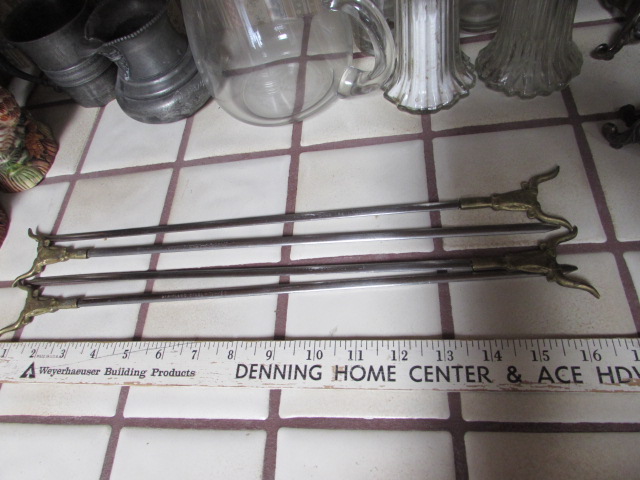 1 2 3 4 5 6 7 8 9 10 11 12 13 14 15 16
Weyerhaeuser Building Products DENNING HOME CENTER & ACE HDW